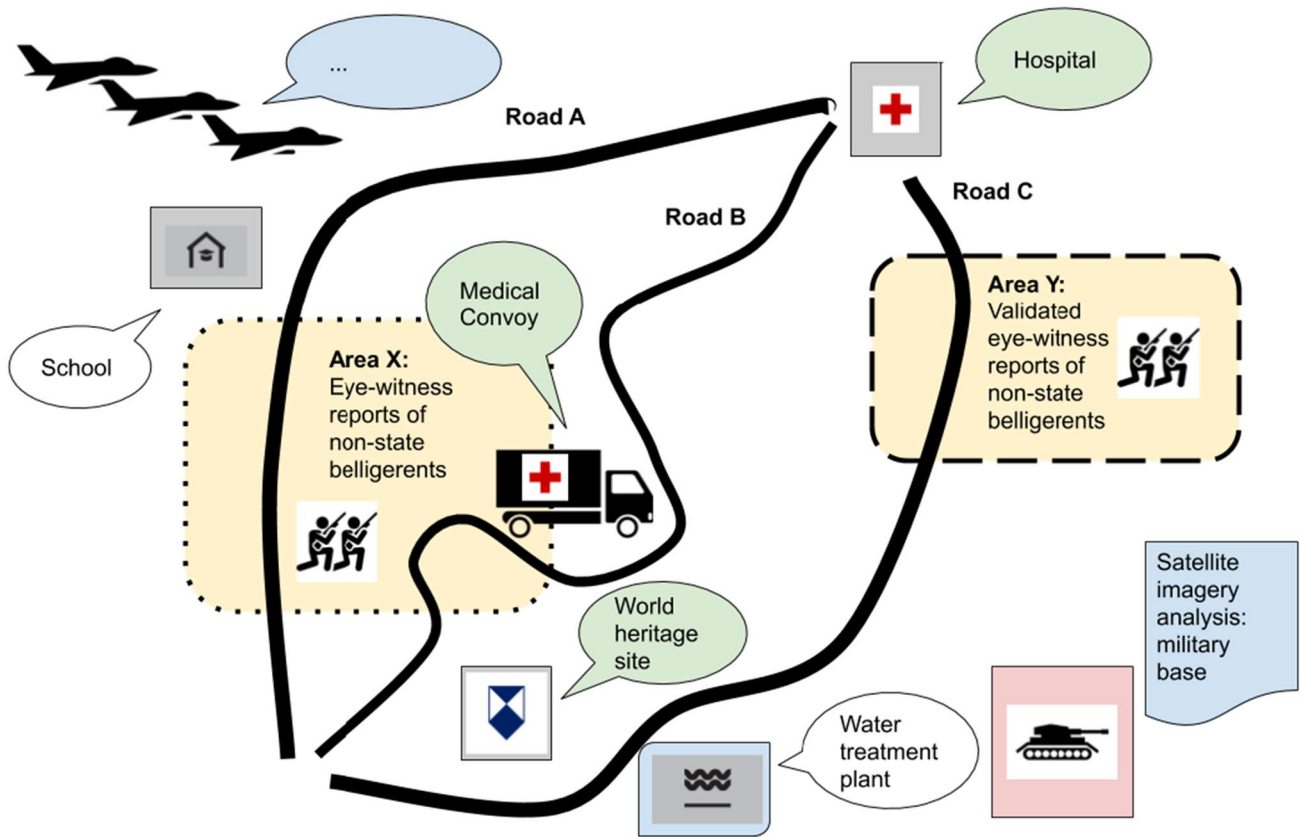 ...
Hospital
Road A
Road C
Road B
Medical
Convoy
Area Y:
Validated
eye-witness
reports of
non-state
belligerents
School
Area X:
Eye-witness
reports of
non-state
belligerents
Satellite
imagery
analysis:
military
base
World
heritage
site
Water
treatment
plant